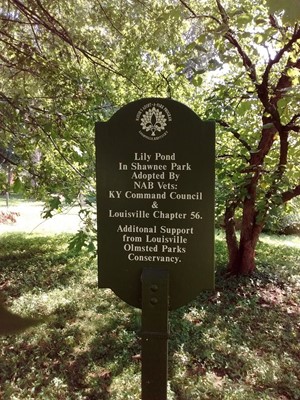 Lily Pond
In Shawnee Park
Adopted By
NAB Vets:
KY Command Council
&
Louisville Chapter 56.
Additonal Support
from Louisville
Olmsted Parks
Conservancy.